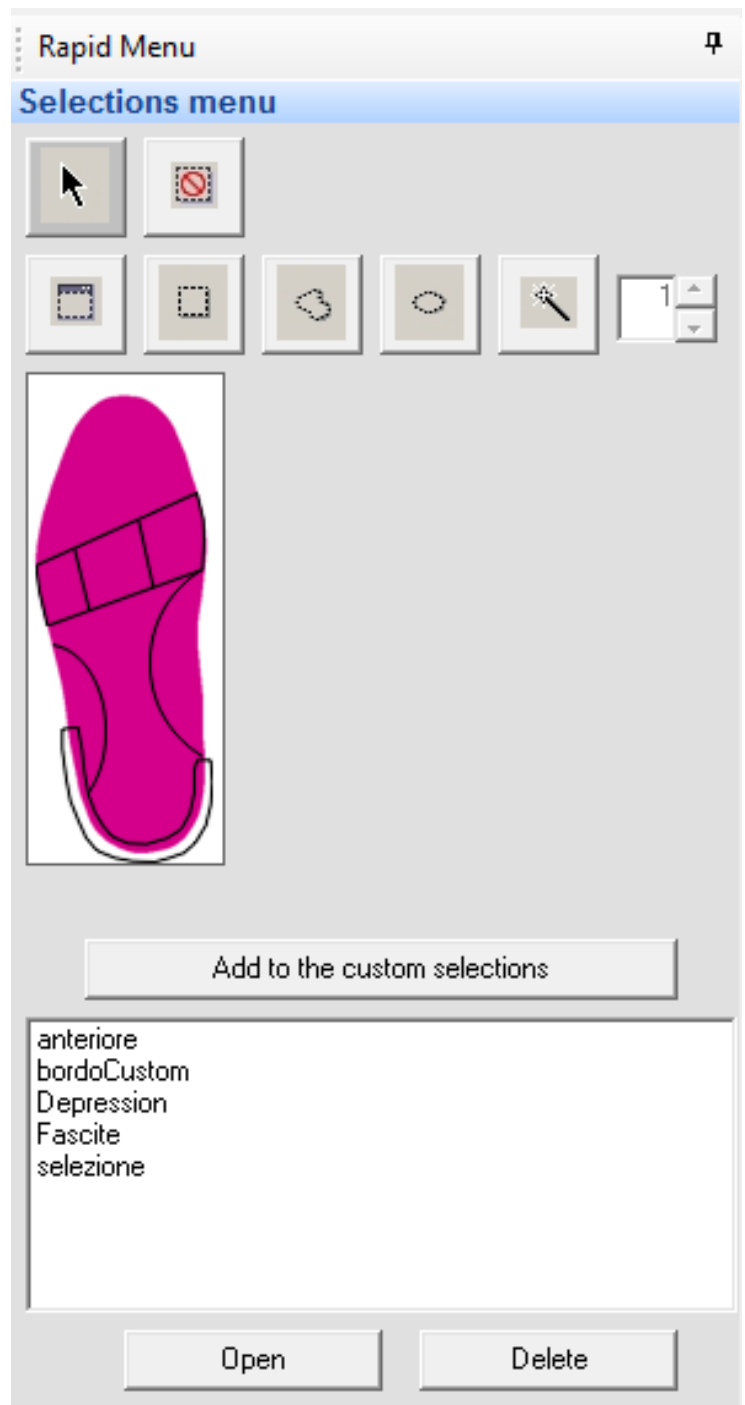 Rapid Menu
Selections menu
1
Add to the custom selections
anteriore
bordoCustom
Depression
Fascite
selezione
Open
Delete